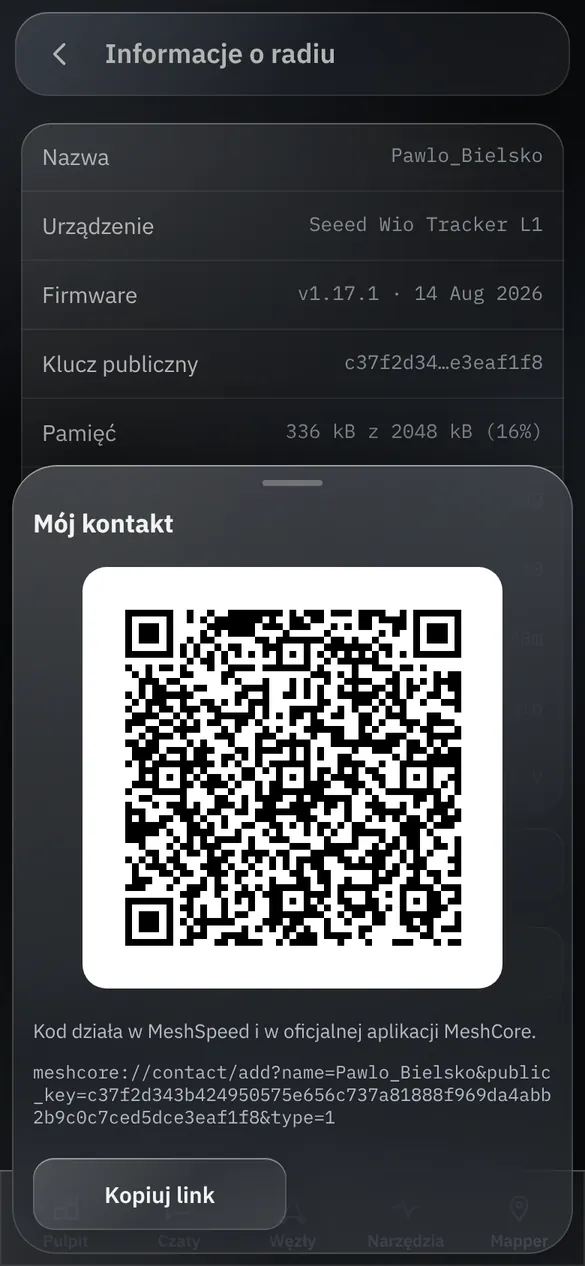 Informacje o radiu
Nazwa Pawlo_Bielsko
Urządzenie Seeed Wio Tracker L1
Firmware v1.17.1 · 14 Aug 2026
Klucz publiczny c37f2d34…e3eaf1f8
Pamięć 336 kB z 2048 kB (16%)
Mój kontakt
Kod działa w MeshSpeed i w oficjalnej aplikacji MeshCore.
meshcore://contact/add?name=Pawlo_Bielsko&public
_key=c37f2d343b424950575e656c737a81888f969da4abb
2b9c0c7ced5dce3eaf1f8&type=1
Kopiuj link
Pulpit Czaty Węzły Narzędzia Mapper